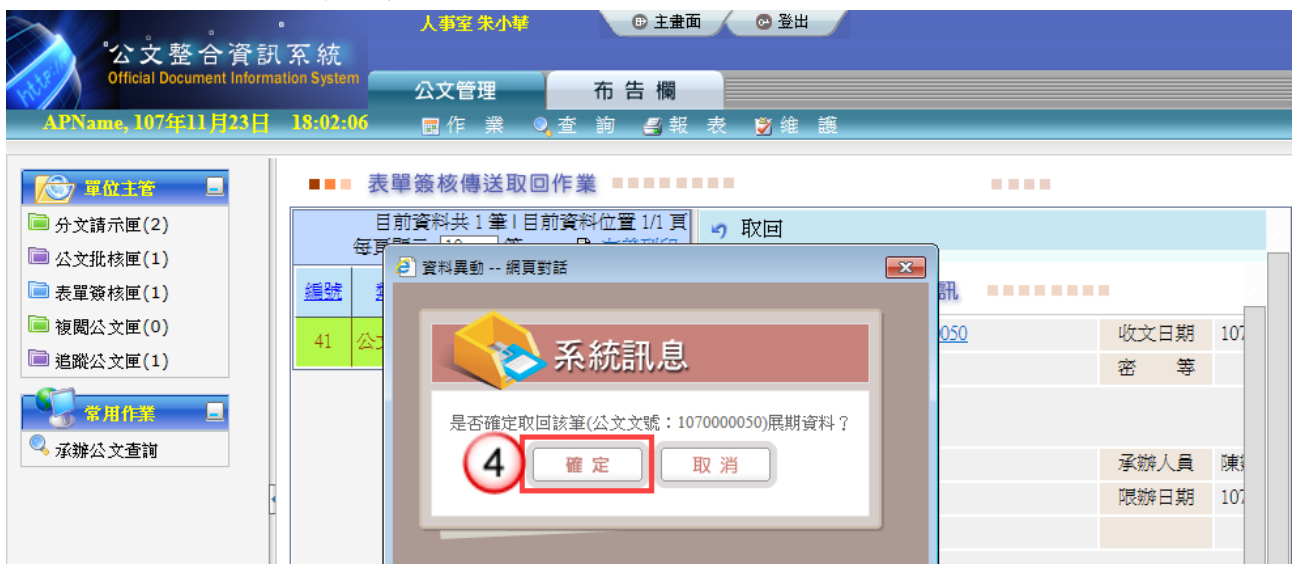 人事室 朱小華
主畫面
登出
公文整合資訊系統
Official Document Information System
公文管理
布告欄
APName, 107年11月23日 18:02:06
作業
查詢
報表
維護
單位主管
分文請示匣(2)
公文批核匣(1)
表單簽核匣(1)
複閱公文匣(0)
追蹤公文匣(1)
常用作業
承辦公文查詢
表單簽核傳送取回作業
目前資料共 1 筆 | 目前資料位置 1/1 頁
取回
資料異動 -- 網頁對話
編號
訊
41
050
收文日期 107
密 等
系統訊息
是否確定取回該筆(公文文號：1070000050)展期資料？
④
確定
取消
承辦人員
限辦日期 107